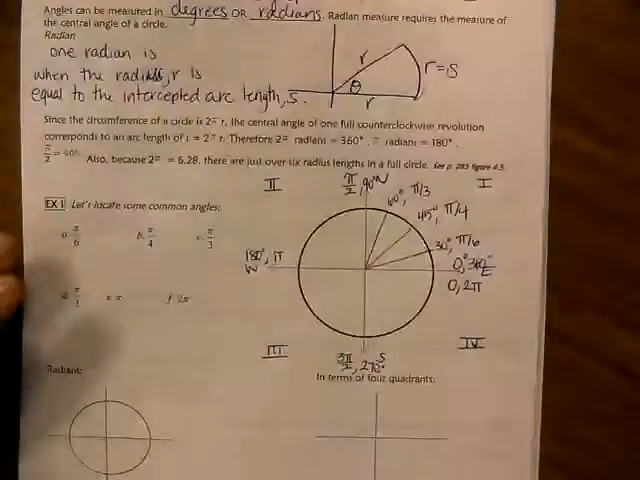 Angles can be measured in degrees OR radians. Radian measure requires the measure of
the central angle of a circle.
Radian
one radian is
when the radius, r is
equal to the intercepted arc length, s.
r
r=s
θ
r
Since the circumference of a circle is 2π r, the central angle of one full counterclockwise revolution
corresponds to an arc length of s = 2π r. Therefore 2π radians = 360°, π radians = 180°,
π/2 = 90°. Also, because 2π ≈ 6.28, there are just over six radius lengths in a full circle. See p. 283 figure 4.5.
II
π/2, 90° N
I
EX 1 Let's locate some common angles:
60°, π/3
45°, π/4
30°, π/6
a. π/6 b. π/4 c. π/3
180°, π
W
0°, 360°
E
0, 2π
d. π/2 e. π f. 2π
III
IV
3π/2, 270° S
Radians:
In terms of four quadrants: